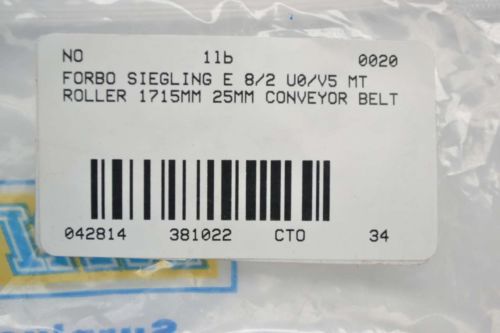 NO 1lb 0020
FORBO SIEGLING E 8/2 U0/V5 MT
ROLLER 1715MM 25MM CONVEYOR BELT
042814 381022 CTO 34